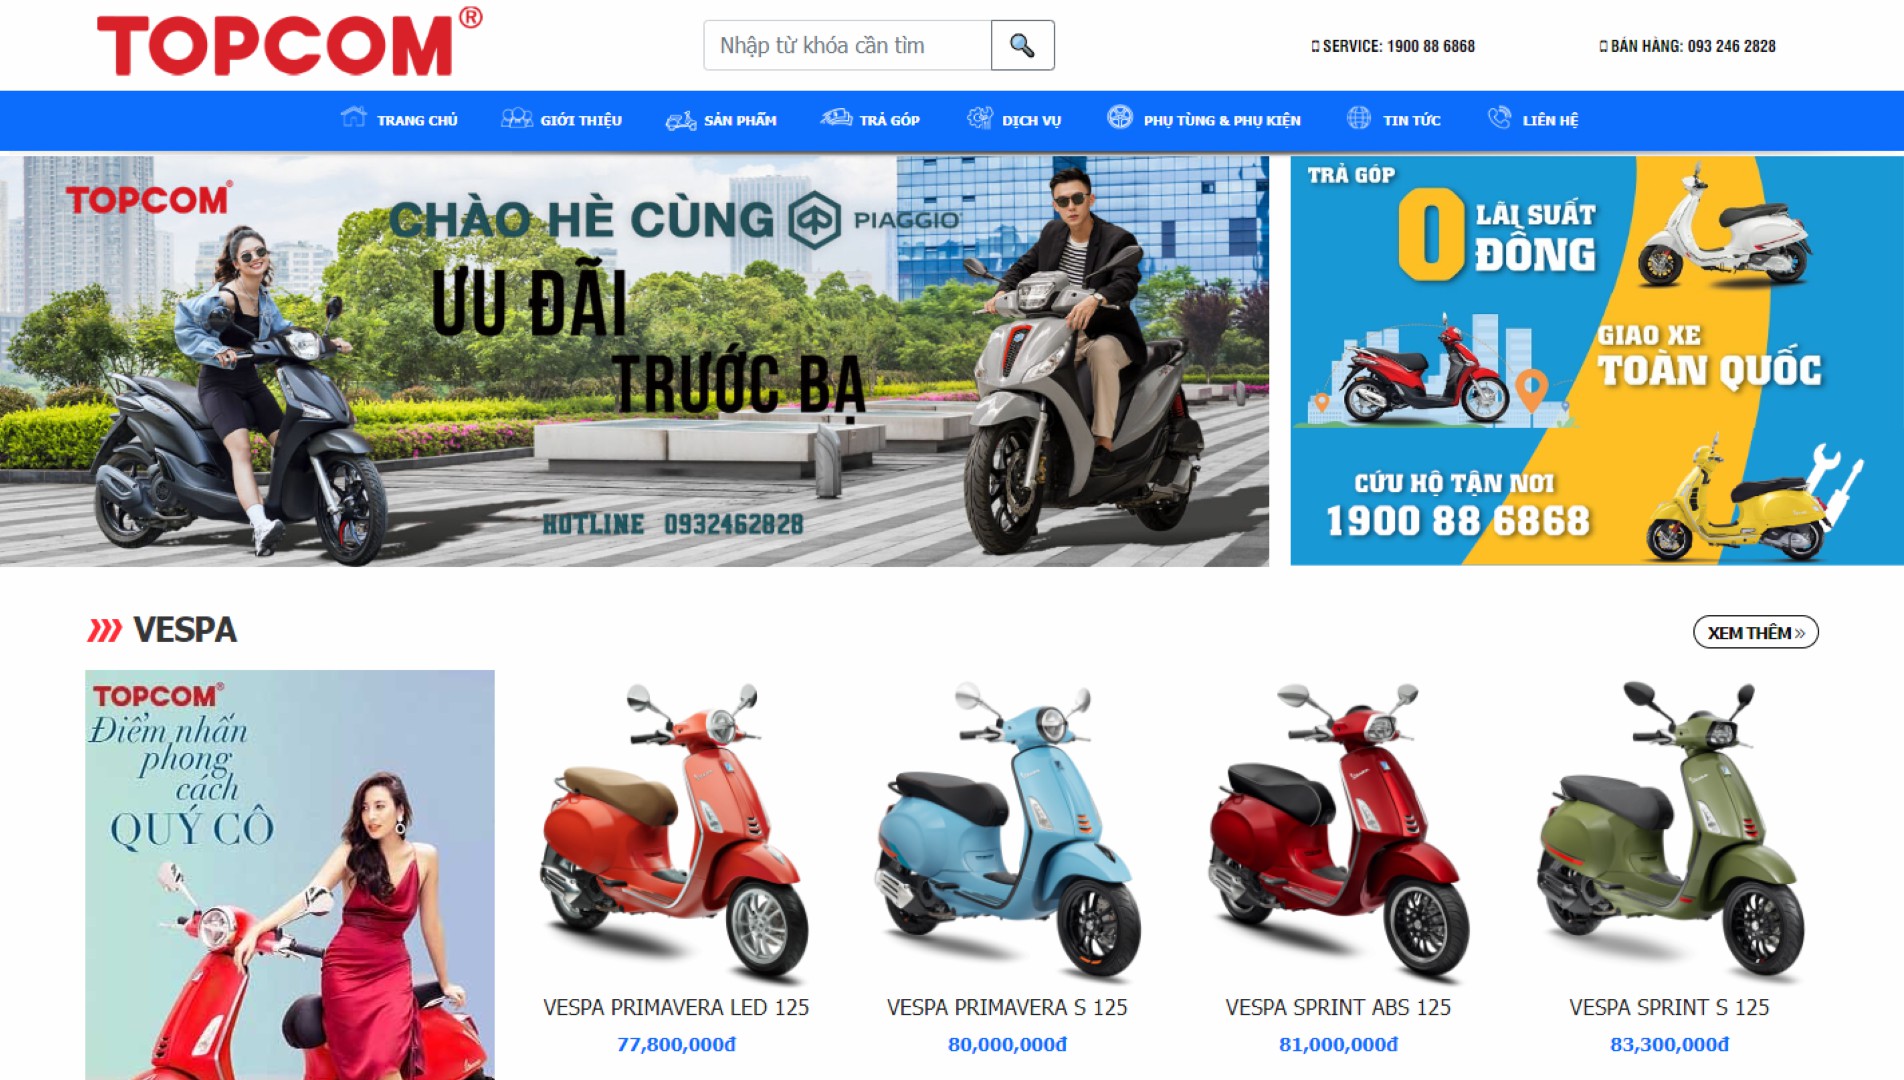 TOPCOM®
Nhập từ khóa cần tìm
SERVICE: 1900 88 6868
BÁN HÀNG: 093 246 2828
TRANG CHỦ
GIỚI THIỆU
SẢN PHẨM
TRẢ GÓP
DỊCH VỤ
PHỤ TÙNG & PHỤ KIỆN
TIN TỨC
LIÊN HỆ
TOPCOM®
CHÀO HÈ CÙNG PIAGGIO
ƯU ĐÃI
TRƯỚC BẠ
HOTLINE 0932462828
TRẢ GÓP
0 LÃI SUẤT
ĐỒNG
GIAO XE
TOÀN QUỐC
CỨU HỘ TẬN NƠI
1900 88 6868
VESPA
XEM THÊM »
TOPCOM®
Điểm nhấn
phong
cách
QUÝ CÔ
VESPA PRIMAVERA LED 125
77,800,000đ
VESPA PRIMAVERA S 125
80,000,000đ
VESPA SPRINT ABS 125
81,000,000đ
VESPA SPRINT S 125
83,300,000đ